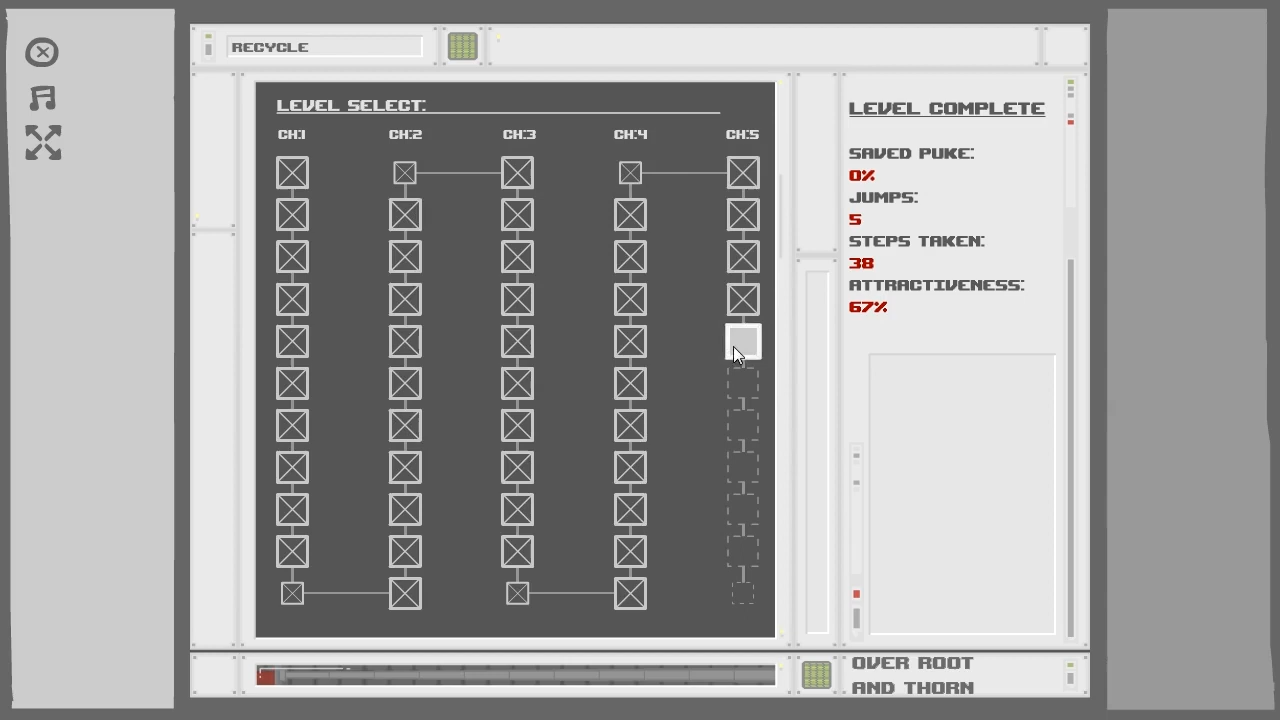 RECYCLE
LEVEL SELECT:
CH:1 CH:2 CH:3 CH:4 CH:5
LEVEL COMPLETE
SAVED PUKE:
0%
JUMPS:
5
STEPS TAKEN:
38
ATTRACTIVENESS:
67%
OVER ROOT
AND THORN